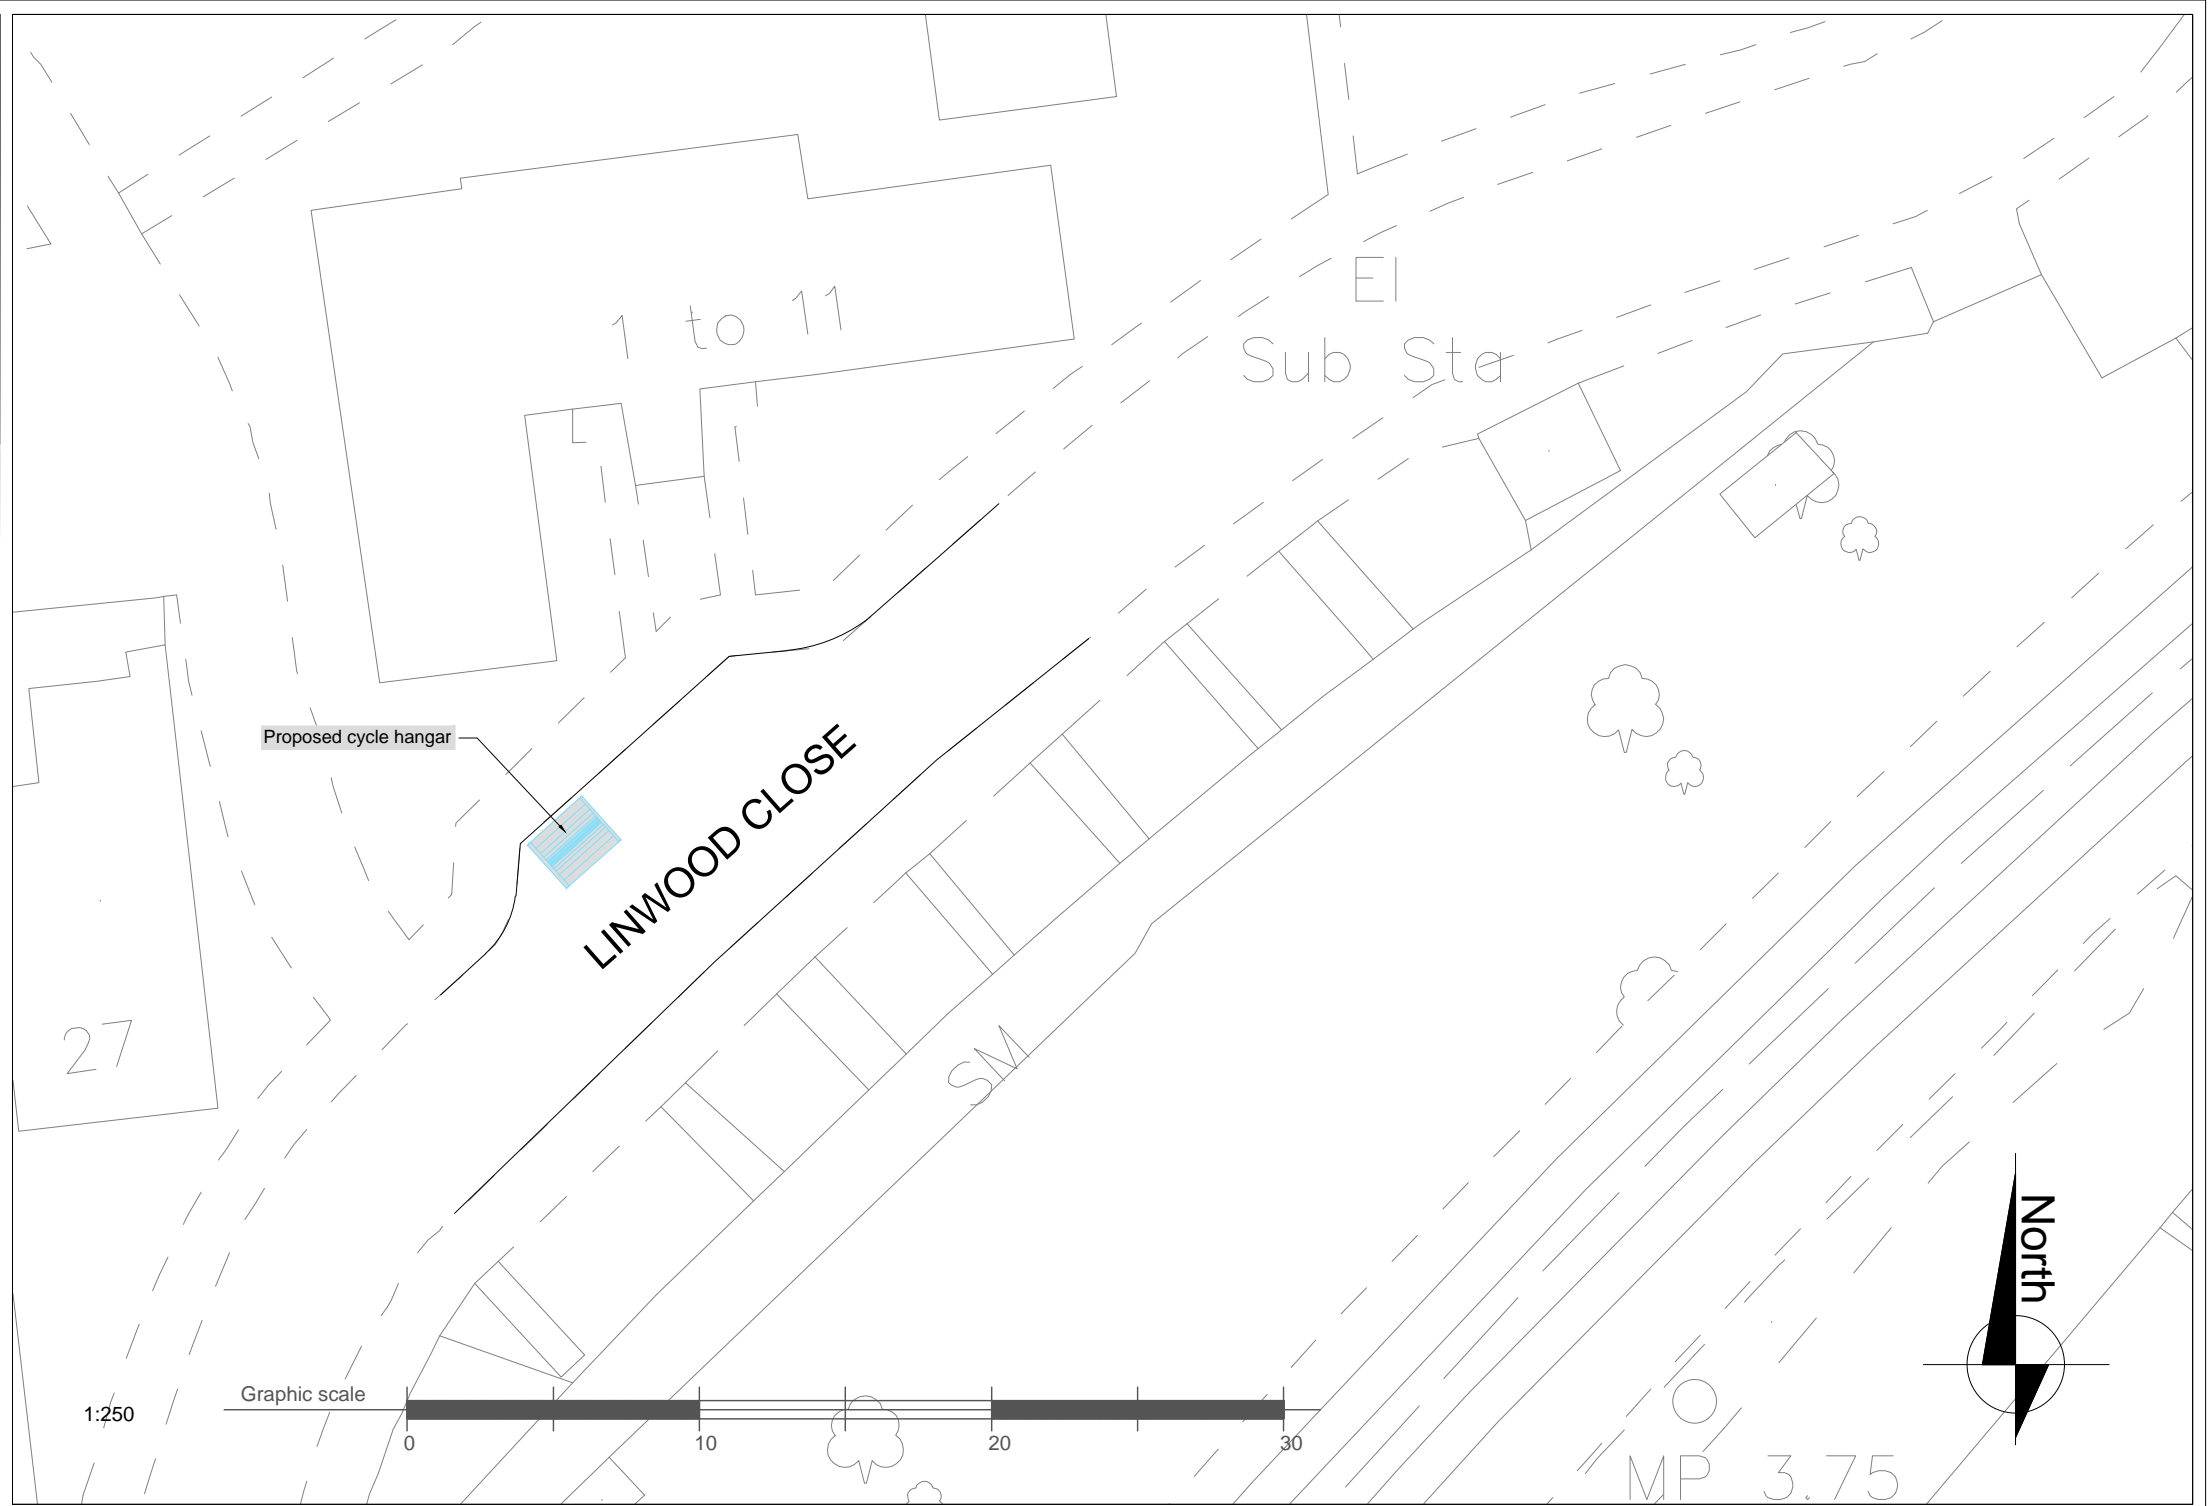 1 to 11
El
Sub Sta
Proposed cycle hangar
LINWOOD CLOSE
27
SM
North
Graphic scale
1:250
0 10 20 30
MP 3.75